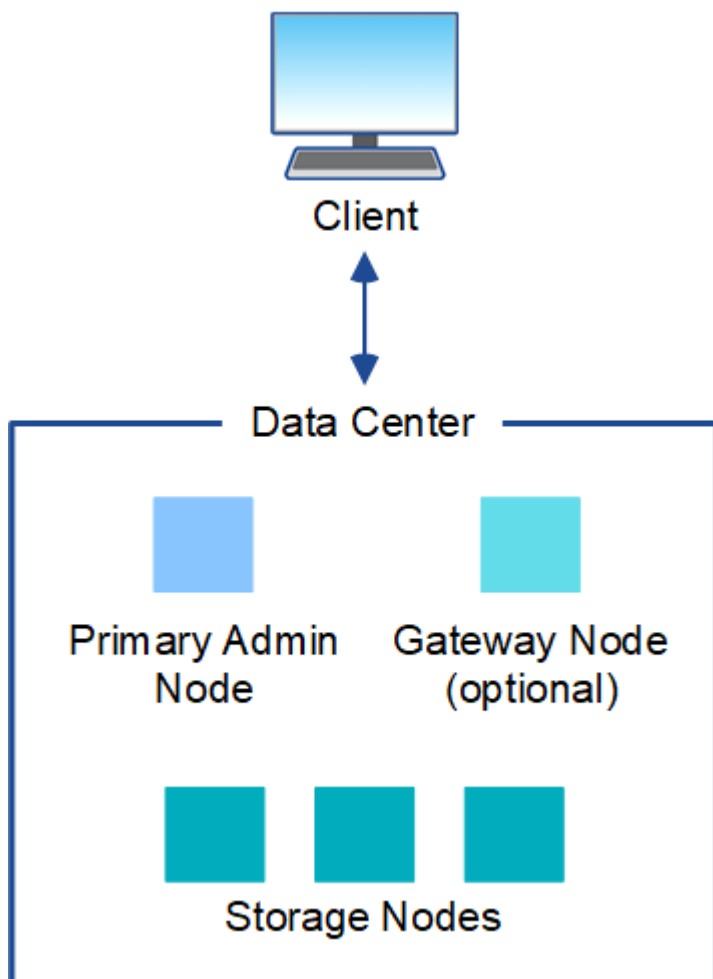 Client
Data Center
Primary Admin
Node
Gateway Node
(optional)
Storage Nodes